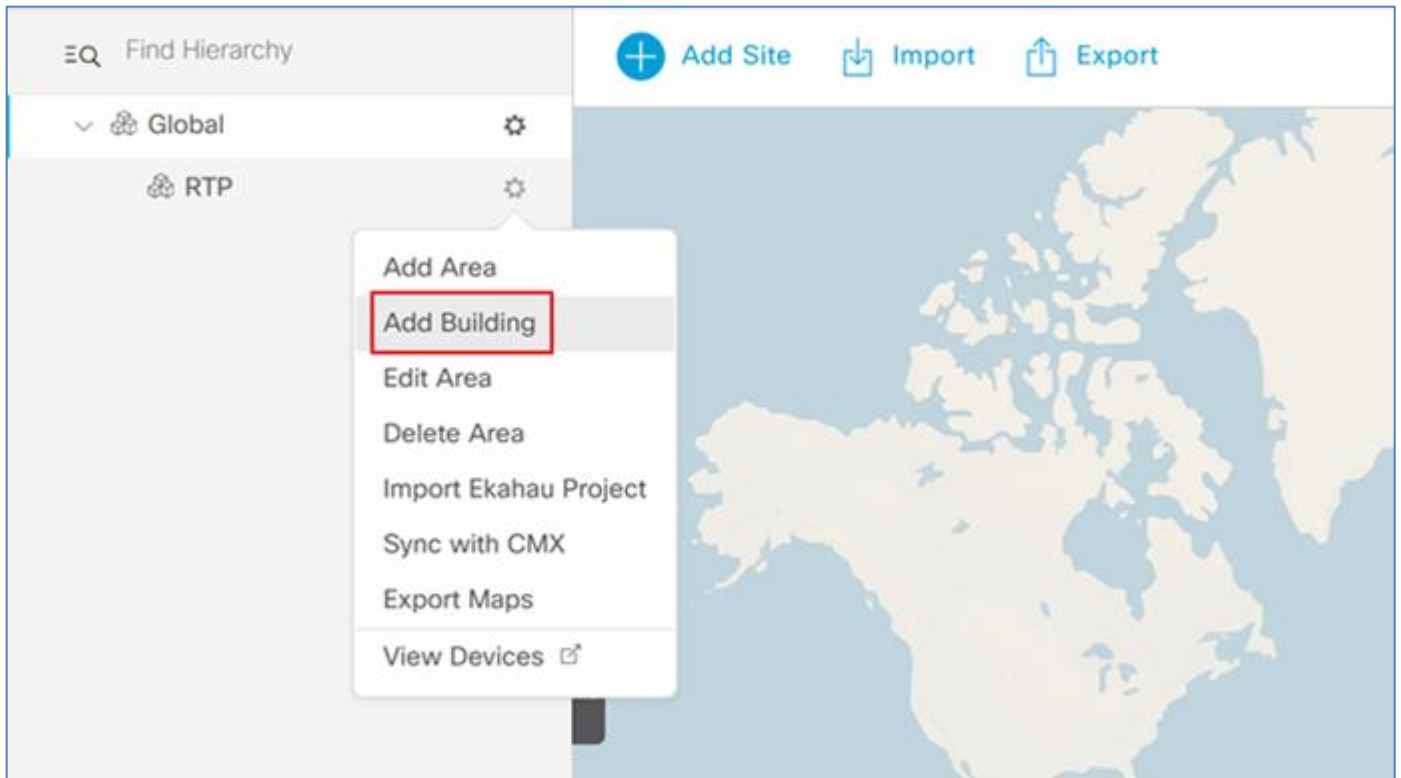 Find Hierarchy
Add Site Import Export
Global
RTP
Add Area
Add Building
Edit Area
Delete Area
Import Ekahau Project
Sync with CMX
Export Maps
View Devices